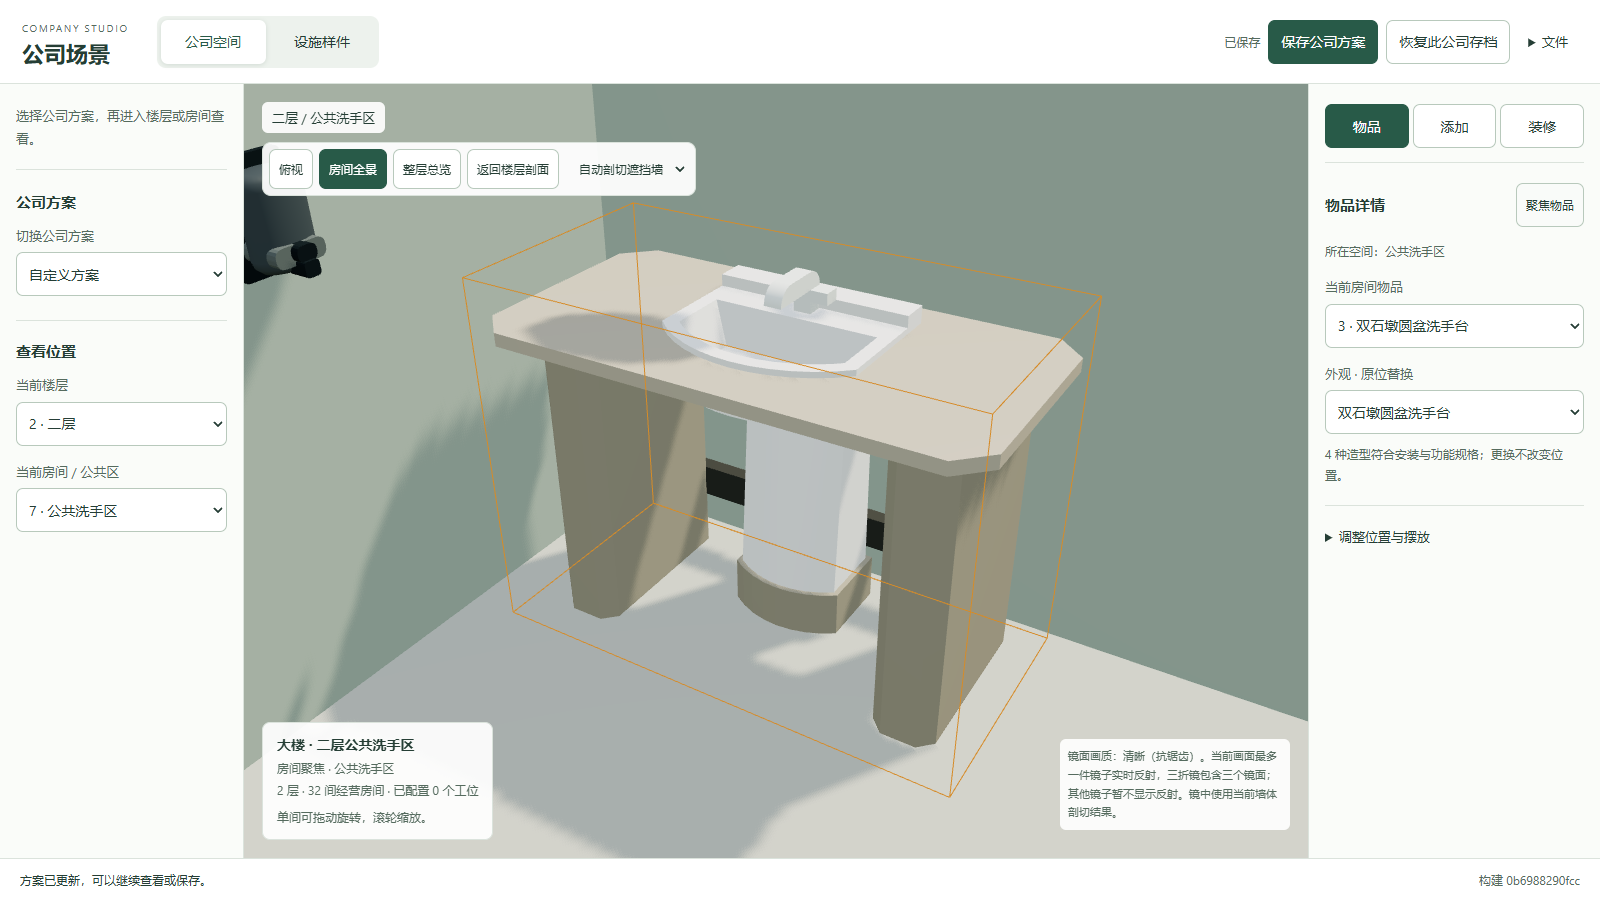 COMPANY STUDIO
公司场景
公司空间
设施样件
已保存
保存公司方案
恢复此公司存档
文件
选择公司方案，再进入楼层或房间查
看。
公司方案
切换公司方案
自定义方案
查看位置
当前楼层
2 · 二层
当前房间 / 公共区
7 · 公共洗手区
二层 / 公共洗手区
俯视
房间全景
整层总览
返回楼层剖面
自动剖切遮挡墙
大楼 · 二层公共洗手区
房间聚焦 · 公共洗手区
2 层 · 32 间经营房间 · 已配置 0 个工位
单间可拖动旋转，滚轮缩放。
镜面画质：清晰（抗锯齿）。当前画面最多
一件镜子实时反射，三折镜包含三个镜面；
其他镜子暂不显示反射。镜中使用当前墙体
剖切结果。
物品
添加
装修
物品详情
聚焦物品
所在空间：公共洗手区
当前房间物品
3 · 双石墩圆盆洗手台
外观 · 原位替换
双石墩圆盆洗手台
4 种造型符合安装与功能规格；更换不改变位
置。
调整位置与摆放
方案已更新，可以继续查看或保存。
构建 0b6988290fcc